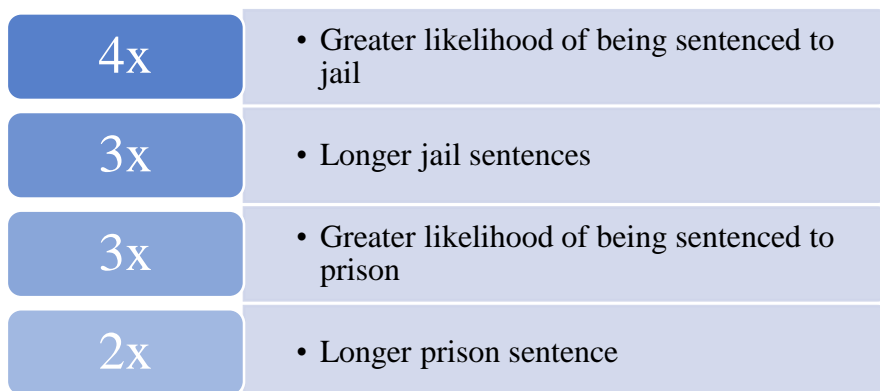 4x
• Greater likelihood of being sentenced to
jail
3x
• Longer jail sentences
3x
• Greater likelihood of being sentenced to
prison
2x
• Longer prison sentence